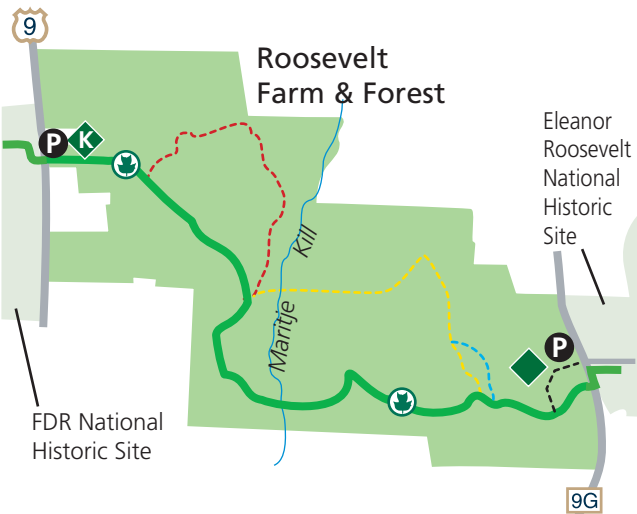 9
Roosevelt
Farm & Forest
P
K
Eleanor
Roosevelt
National
Historic
Site
Kill
Maritje
P
FDR National
Historic Site
9G